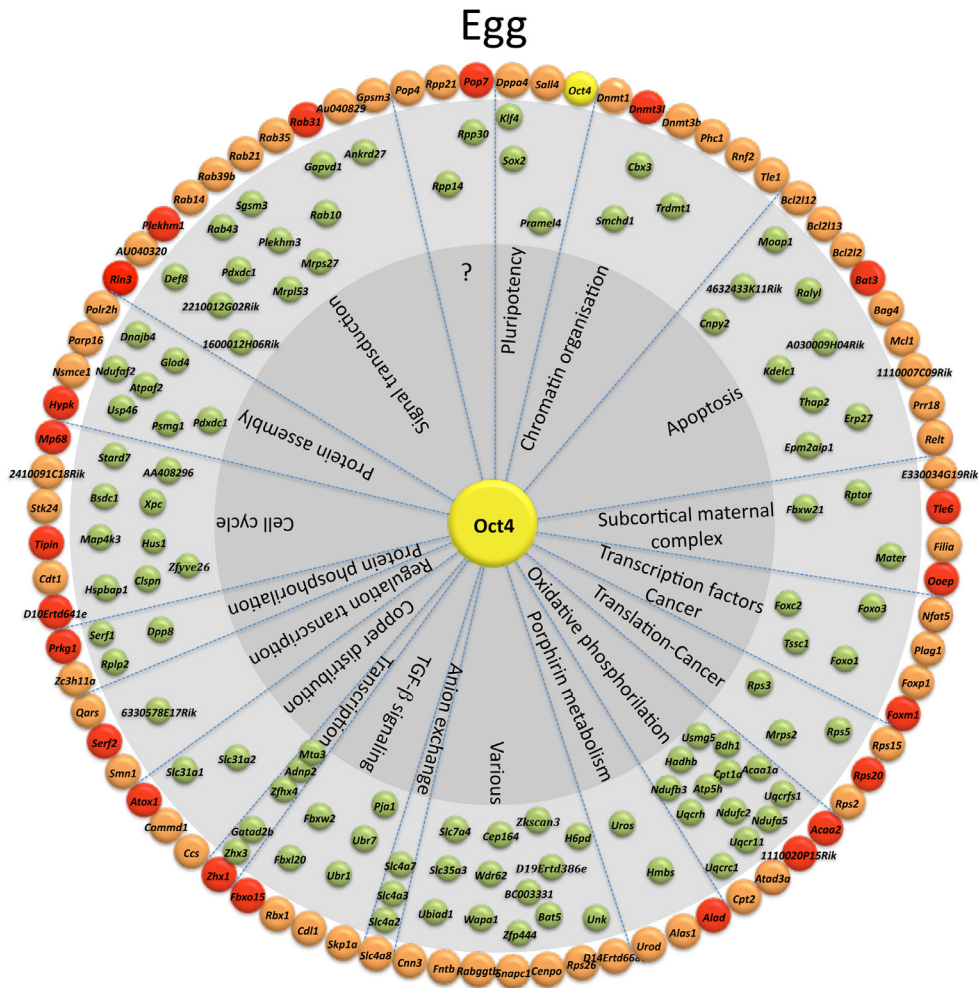 Egg
Pop7
Dppa4
Sall4
Oct4
Dnmt1
Dnmt3l
Dnmt3b
Phc1
Rnf2
Tle1
Bcl2l12
Bcl2l13
Bcl2l2
Bat3
Bag4
Mcl1
1110007C09Rik
Prr18
Relt
E330034G19Rik
Tle6
Filia
Ooep
Nfat5
Plag1
Foxp1
Foxm1
Rps15
Rps20
Rps2
Acaa2
1110020P15Rik
Atad3a
Cpt2
Alad
Alas1
Urod
D14Ertd668
Rps26
Cenpo
Snapc1
Rabggtb
Fntb
Cnn3
Slc4a8
Skp1a
Cdl1
Rbx1
Fbxo15
Zhx1
Ccs
Commd1
Atox1
Smn1
Serf2
Qars
Zc3h11a
Prkg1
D10Ertd641e
Cdt1
Tipin
Stk24
2410091C18Rik
Mp68
Hypk
Nsmce1
Parp16
Polr2h
Rin3
AU040320
Plekhm1
Rab14
Rab39b
Rab21
Rab35
Rab31
Au040829
Gpsm3
Pop4
Rpp21
Rpp30
Rpp14
?
Klf4
Sox2
Pramel4
Pluripotency
Cbx3
Trdmt1
Smchd1
Chromatin organisation
Moap1
4632433K11Rik
Ralyl
Cnpy2
A030009H04Rik
Kdelc1
Thap2
Erp27
Epm2aip1
Apoptosis
Rptor
Fbxw21
Mater
Subcortical maternal
complex
Foxc2
Foxo3
Tssc1
Foxo1
Transcription factors
Cancer
Rps3
Mrps2
Rps5
Translation-Cancer
Usmg5
Bdh1
Hadhb
Cpt1a
Acaa1a
Ndufb3
Atp5h
Uqcrfs1
Uqcrh
Ndufc2
Ndufa5
Uqcr11
Uqcrc1
Oxidative phosphorilation
Uros
Hmbs
Porphirin metabolism
Slc7a4
Cep164
Zkscan3
H6pd
Slc35a3
Wdr62
D19Ertd386e
BC003331
Ubiad1
Wapa1
Bat5
Unk
Zfp444
Various
Slc4a7
Slc4a3
Slc4a2
Anion exchange
Pja1
Fbxw2
Ubr7
Fbxl20
Ubr1
TGF-β signaling
Mta3
Adnp2
Zfhx4
Gatad2b
Zhx3
Transcription
Slc31a2
Slc31a1
Copper distribution
6330578E17Rik
Regulation transcription
Serf1
Dpp8
Rplp2
Protein phosphorilation
Stard7
AA408296
Bsdc1
Xpc
Map4k3
Hus1
Zfyve26
Clspn
Hspbap1
Cell cycle
Dnajb4
Glod4
Ndufaf2
Atpaf2
Usp46
Psmg1
Pdxdc1
Protein assembly
Ankrd27
Gapvd1
Sgsm3
Rab10
Rab43
Plekhm3
Mrps27
Def8
Pdxdc1
Mrpl53
2210012G02Rik
1600012H06Rik
Signal transduction
Oct4